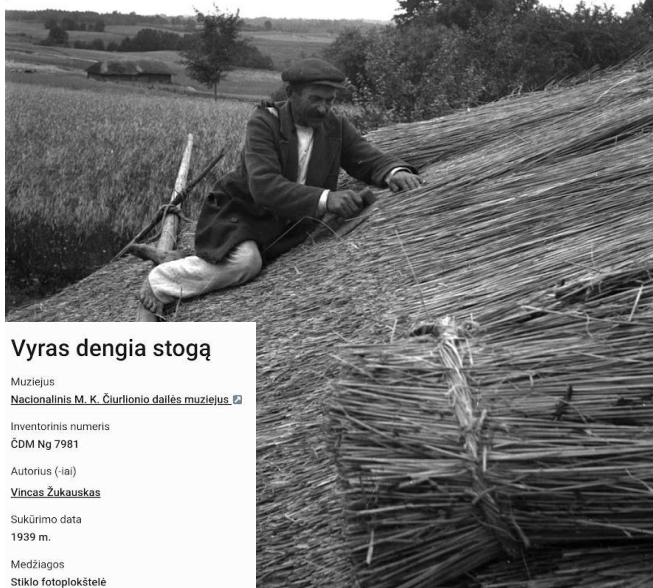 Vyras dengia stogą
Muziejus
Nacionalinis M. K. Čiurlionio dailės muziejus
Inventorinis numeris
ČDM Ng 7981
Autorius (-iai)
Vincas Žukauskas
Sukūrimo data
1939 m.
Medžiagos
Stiklo fotoplokštelė